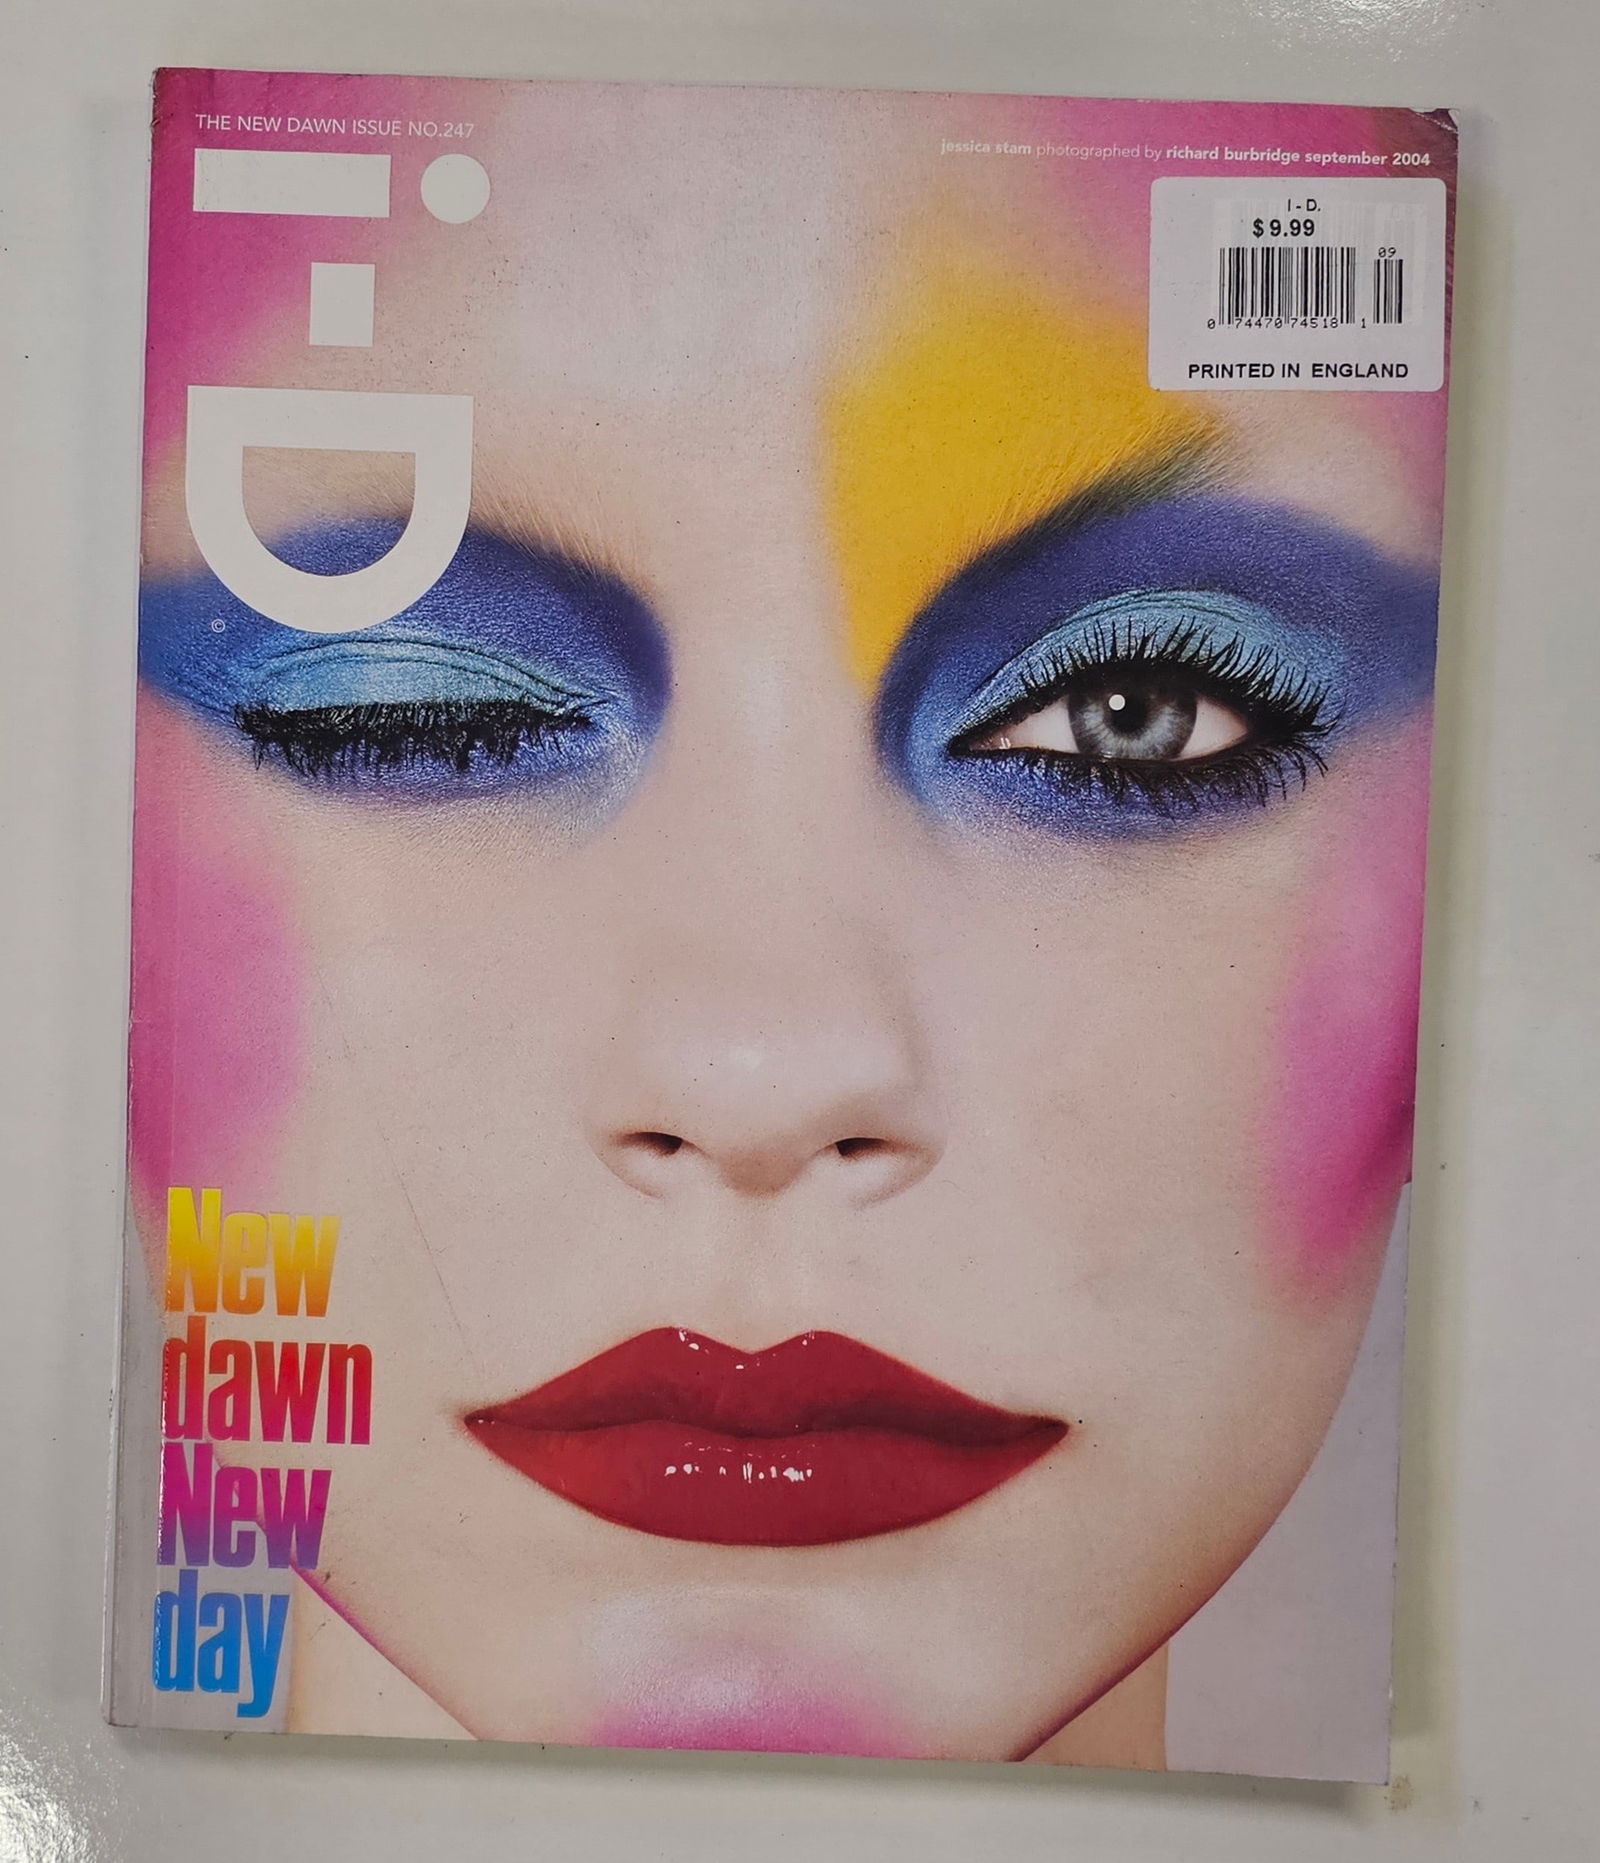 THE NEW DAWN ISSUE NO.247
jessica stam photographed by richard burbridge september 2004
i-D
©
I-D.
$9.99
09
0 74470 74518 1
PRINTED IN ENGLAND
New
dawn
New
day